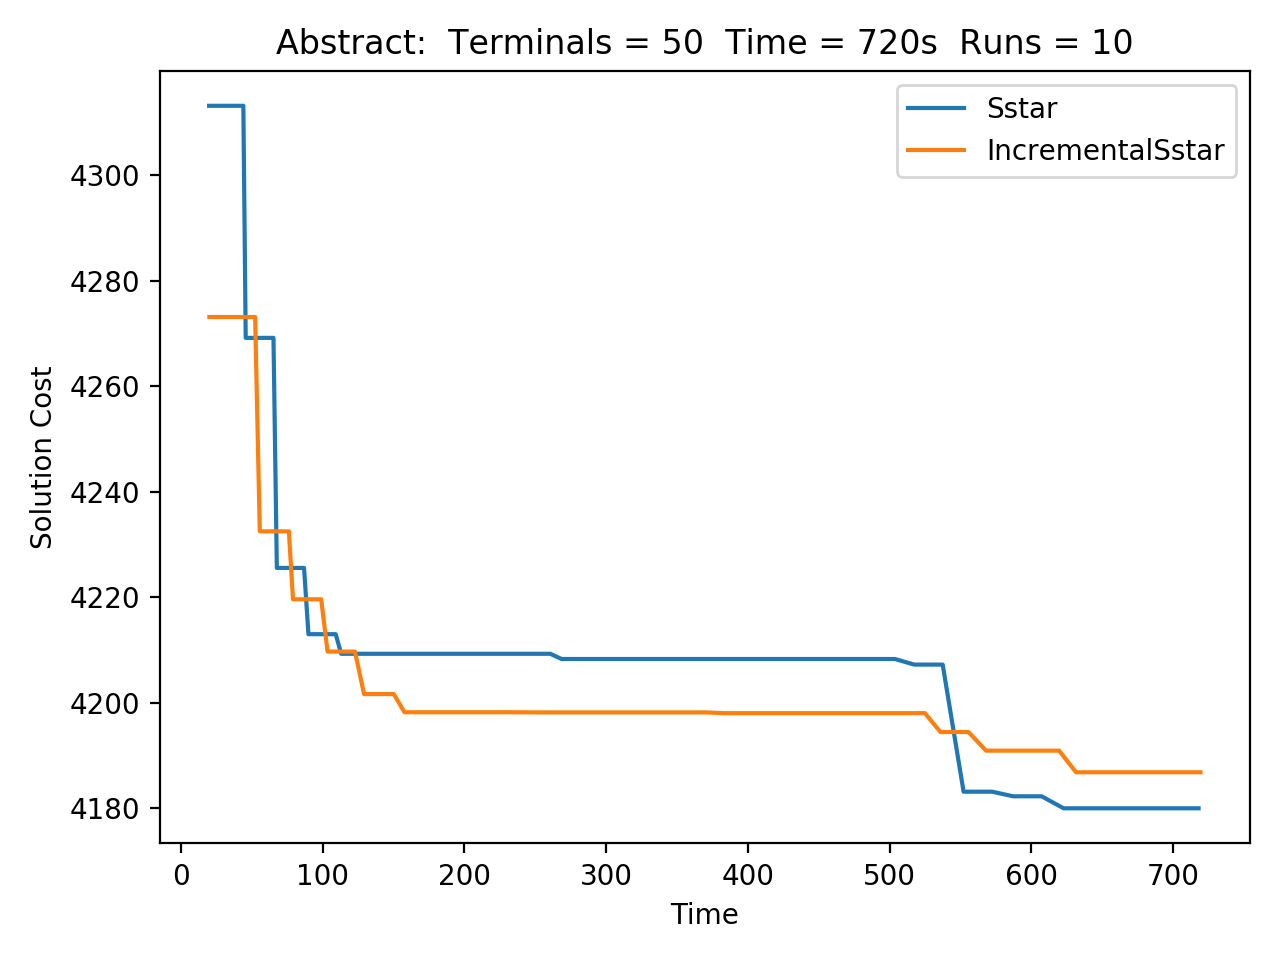 Abstract:  Terminals = 50  Time = 720s  Runs = 10
Sstar
IncrementalSstar
Solution Cost
4300
4280
4260
4240
4220
4200
4180
0 100 200 300 400 500 600 700
Time